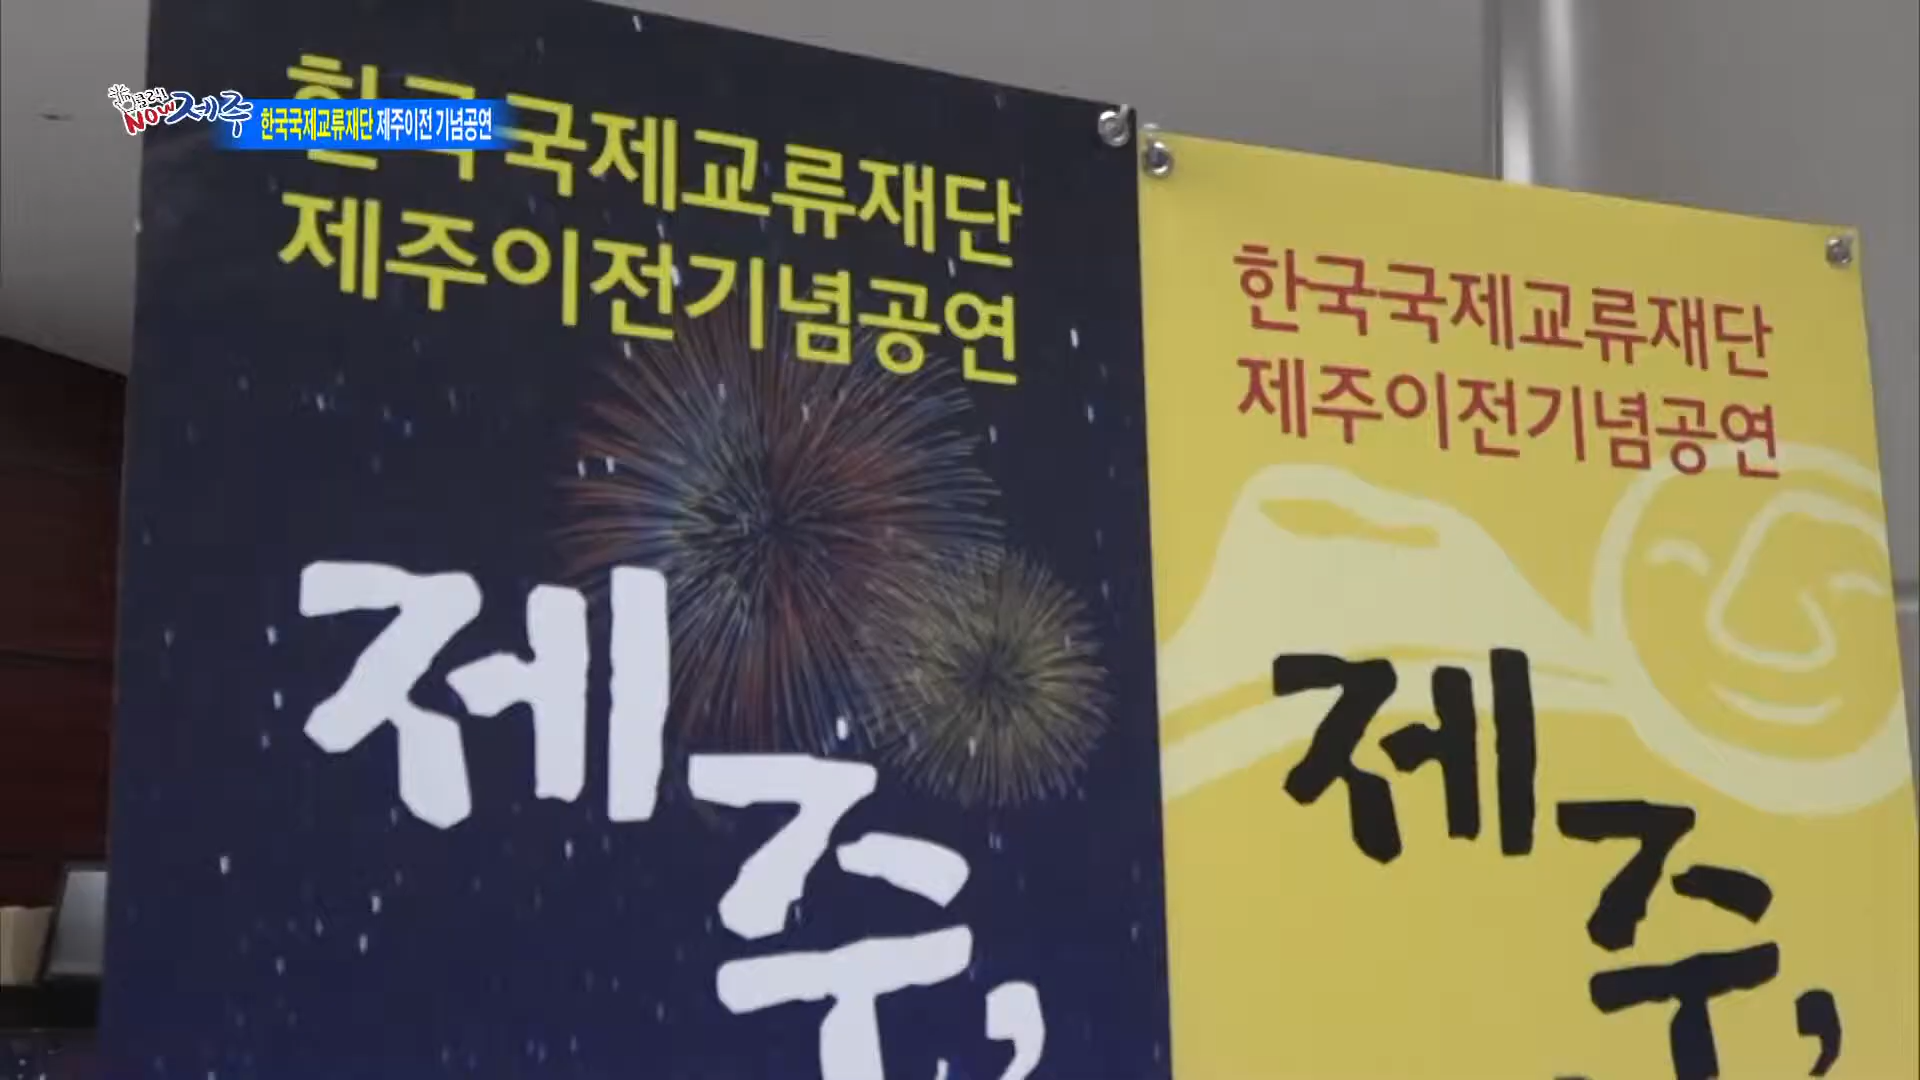 클릭!
NOW제주
한국국제교류재단 제주이전 기념공연
한국국제교류재단
제주이전기념공연
제주,
한국국제교류재단
제주이전기념공연
제주,